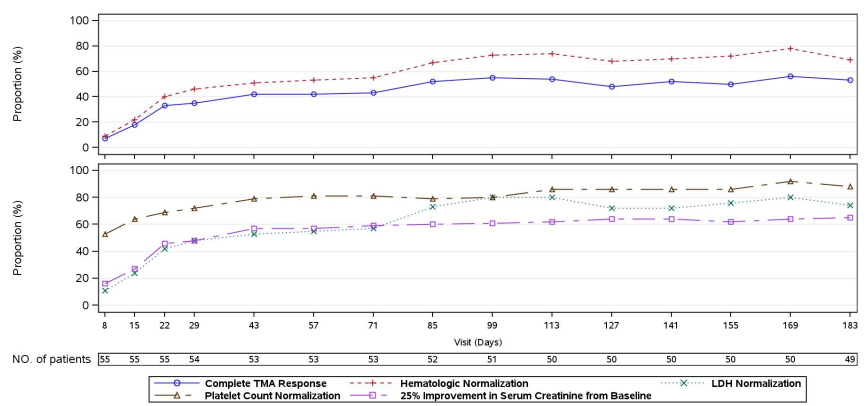 Proportion (%)
100
80
60
40
20
0
Proportion (%)
100
80
60
40
20
0
8 15 22 29 43 57 71 85 99 113 127 141 155 169 183
Visit (Days)
NO. of patients 55 55 55 54 53 53 53 52 51 50 50 50 50 50 49
Complete TMA Response Hematologic Normalization LDH Normalization
Platelet Count Normalization 25% Improvement in Serum Creatinine from Baseline